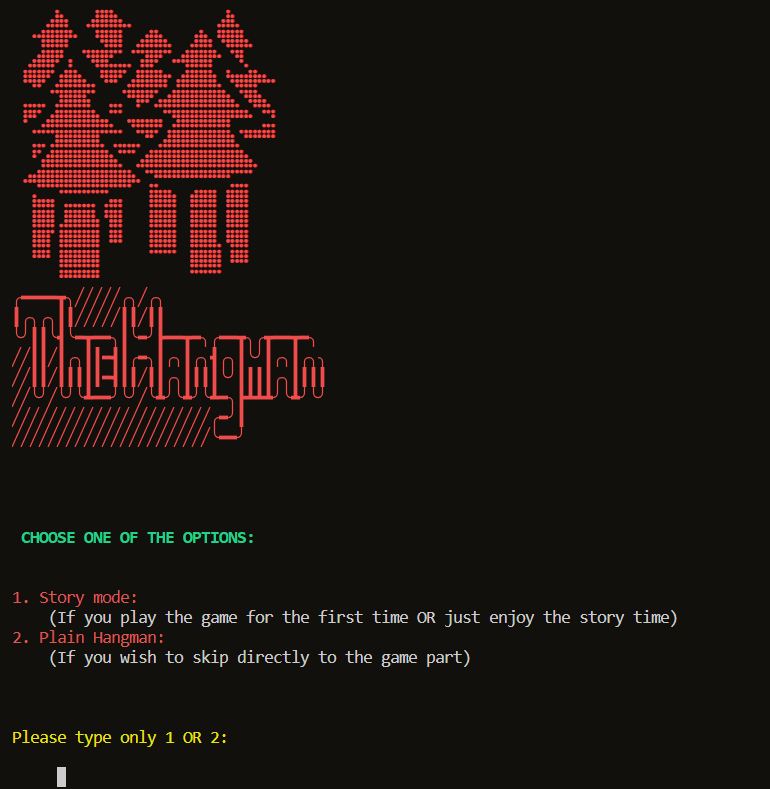 The Hangman
CHOOSE ONE OF THE OPTIONS:
1. Story mode:
(If you play the game for the first time OR just enjoy the story time)
2. Plain Hangman:
(If you wish to skip directly to the game part)
Please type only 1 OR 2: